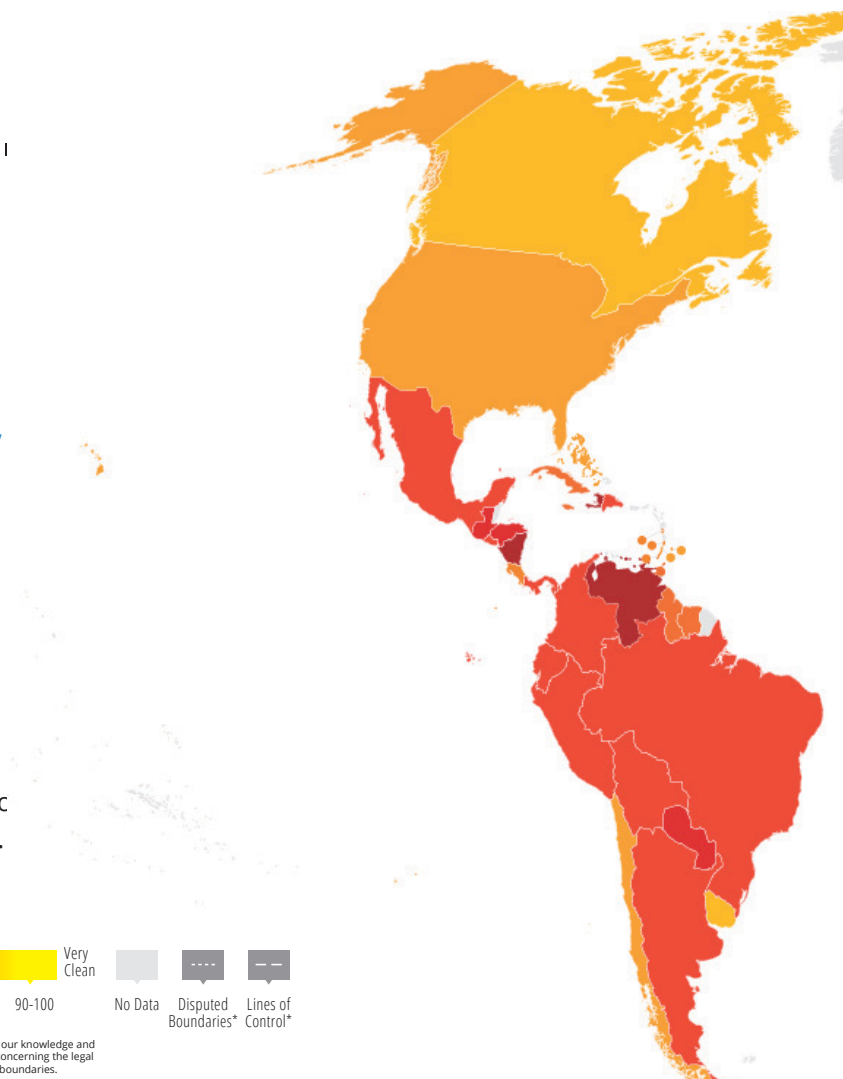 Very
Clean
90-100
No Data
Disputed
Boundaries*
Lines of
Control*
our knowledge and
oncerning the legal
boundaries.